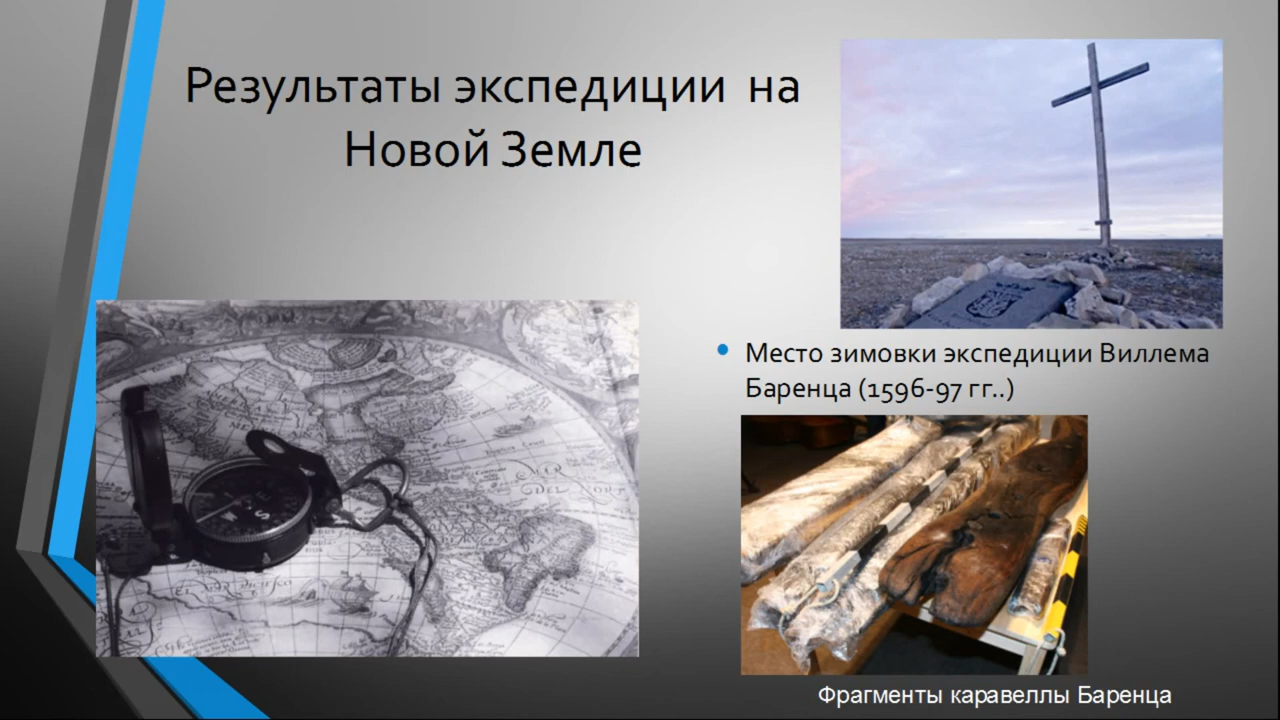 Результаты экспедиции на
Новой Земле
Место зимовки экспедиции Виллема
Баренца (1596-97 гг..)
Фрагменты каравеллы Баренца